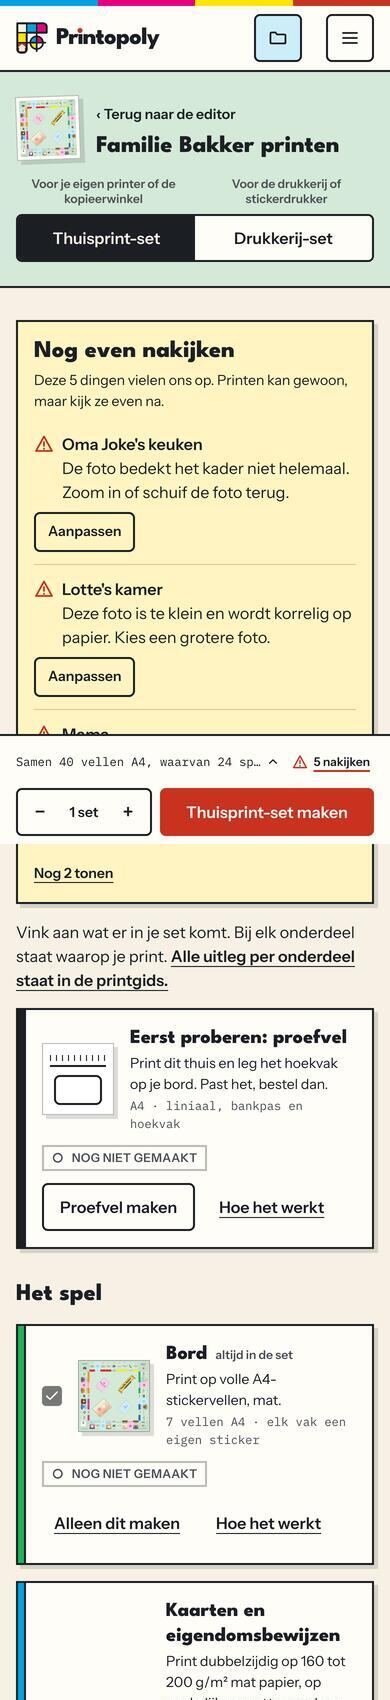 Printopoly
‹ Terug naar de editor
Familie Bakker printen
Voor je eigen printer of de
kopieerwinkel
Voor de drukkerij of
stickerdrukker
Thuisprint-set
Drukkerij-set
Nog even nakijken
Deze 5 dingen vielen ons op. Printen kan gewoon,
maar kijk ze even na.
Oma Joke's keuken
De foto bedekt het kader niet helemaal.
Zoom in of schuif de foto terug.
Aanpassen
Lotte's kamer
Deze foto is te klein en wordt korrelig op
papier. Kies een grotere foto.
Aanpassen
Samen 40 vellen A4, waarvan 24 sp…
5 nakijken
− 1 set +
Thuisprint-set maken
Nog 2 tonen
Vink aan wat er in je set komt. Bij elk onderdeel
staat waarop je print. Alle uitleg per onderdeel
staat in de printgids.
Eerst proberen: proefvel
Print dit thuis en leg het hoekvak
op je bord. Past het, bestel dan.
A4 · liniaal, bankpas en
hoekvak
NOG NIET GEMAAKT
Proefvel maken
Hoe het werkt
Het spel
Bord altijd in de set
Print op volle A4-
stickervellen, mat.
7 vellen A4 · elk vak een
eigen sticker
NOG NIET GEMAAKT
Alleen dit maken
Hoe het werkt
Kaarten en
eigendomsbewijzen
Print dubbelzijdig op 160 tot
200 g/m² mat papier, op